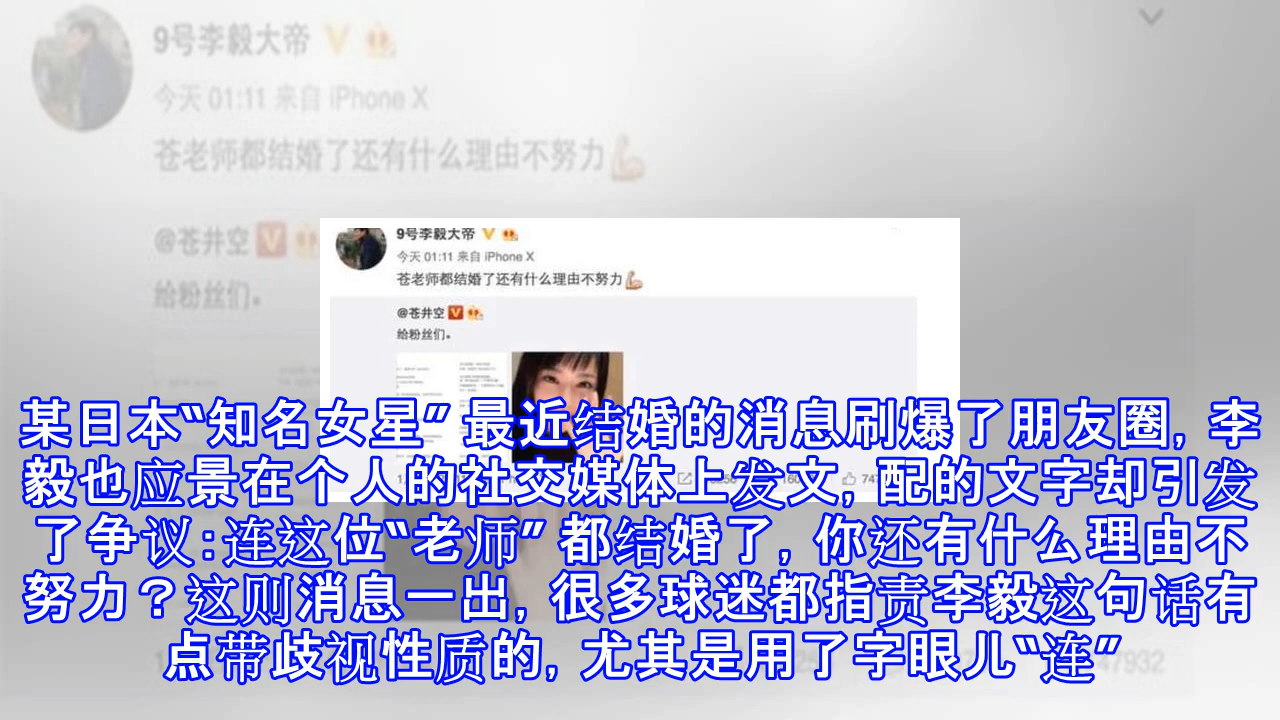 9号李毅大帝
今天 01:11 来自 iPhone X
苍老师都结婚了还有什么理由不努力💪
@苍井空
给粉丝们。
9号李毅大帝
今天 01:11 来自 iPhone X
苍老师都结婚了还有什么理由不努力💪
@苍井空
给粉丝们。
某日本“知名女星”最近结婚的消息刷爆了朋友圈,李
毅也应景在个人的社交媒体上发文,配的文字却引发
了争议:连这位“老师”都结婚了,你还有什么理由不
努力？这则消息一出,很多球迷都指责李毅这句话有
点带歧视性质的,尤其是用了字眼儿“连”
47932